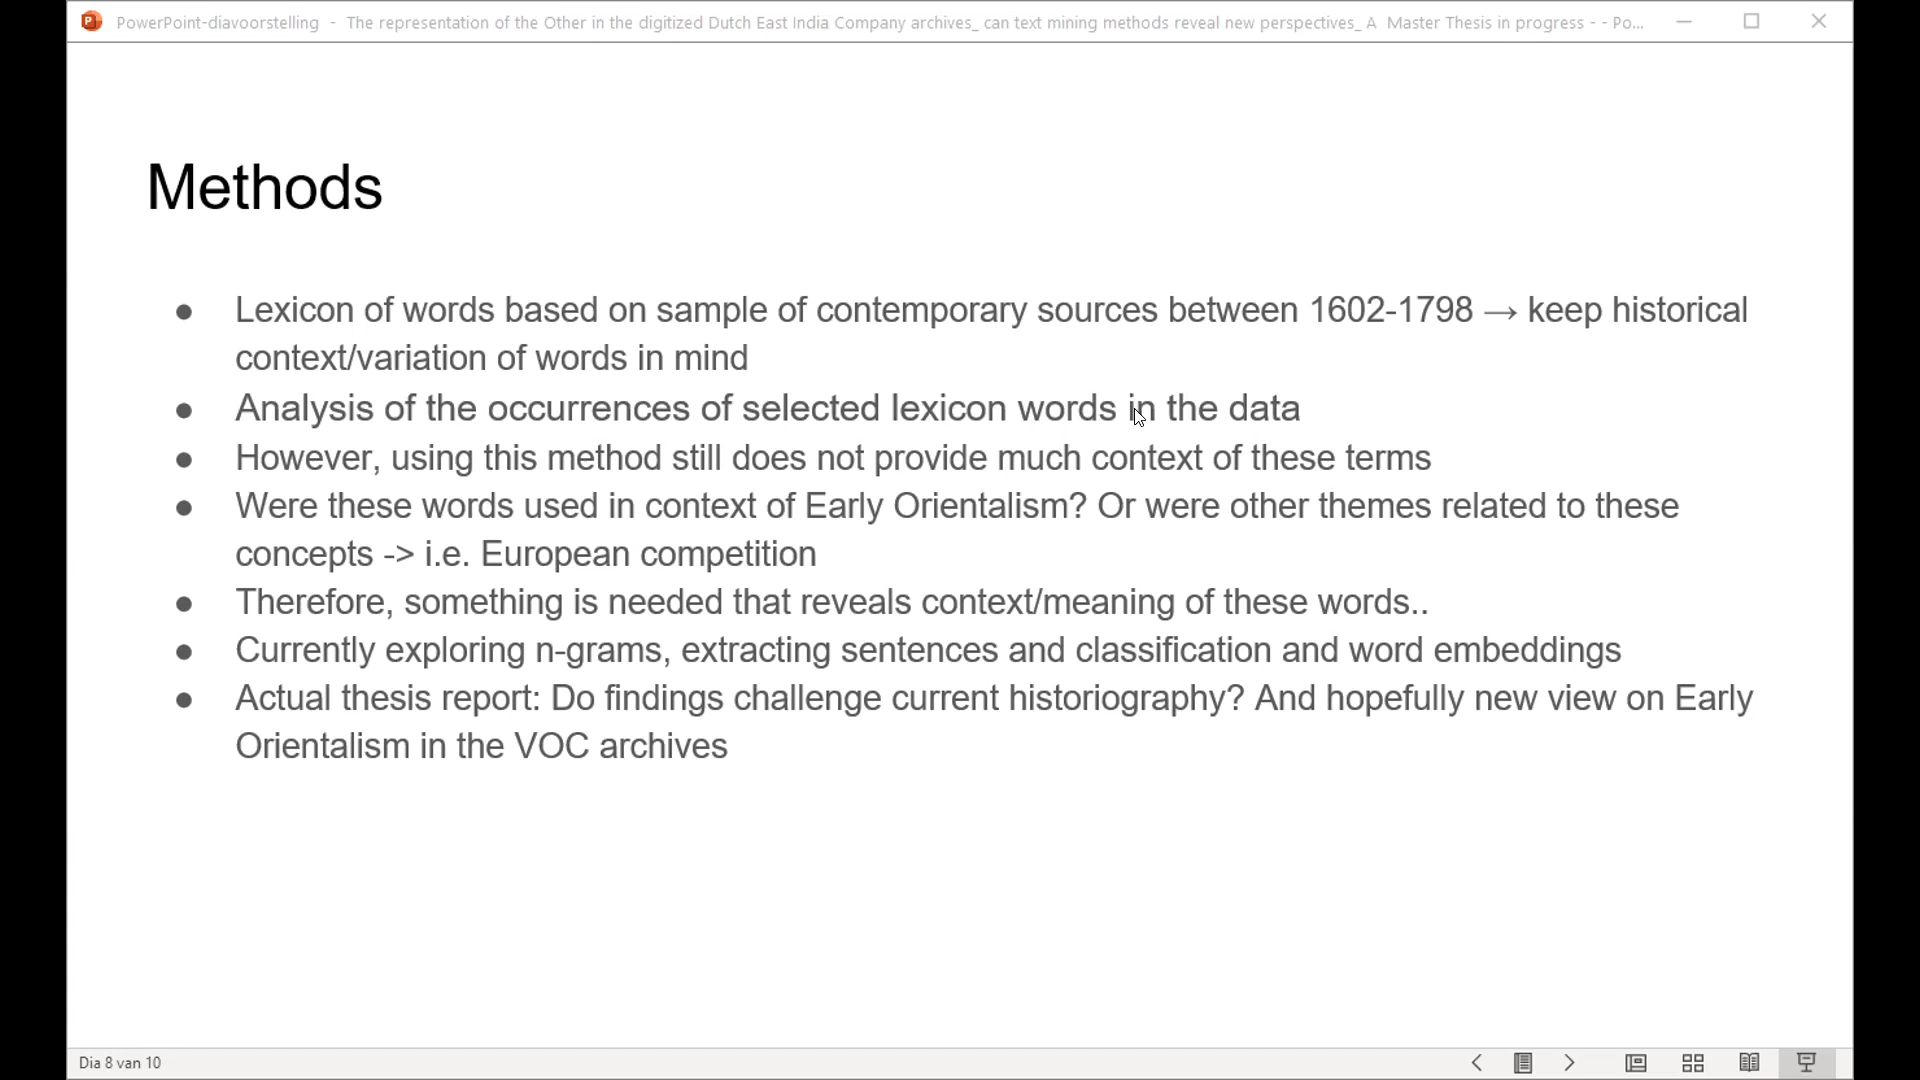 PowerPoint-diavoorstelling - The representation of the Other in the digitized Dutch East India Company archives_ can text mining methods reveal new perspectives_ A Master Thesis in progress - - Po...
Methods
● Lexicon of words based on sample of contemporary sources between 1602-1798 → keep historical
context/variation of words in mind
● Analysis of the occurrences of selected lexicon words in the data
● However, using this method still does not provide much context of these terms
● Were these words used in context of Early Orientalism? Or were other themes related to these
concepts -> i.e. European competition
● Therefore, something is needed that reveals context/meaning of these words..
● Currently exploring n-grams, extracting sentences and classification and word embeddings
● Actual thesis report: Do findings challenge current historiography? And hopefully new view on Early
Orientalism in the VOC archives
Dia 8 van 10